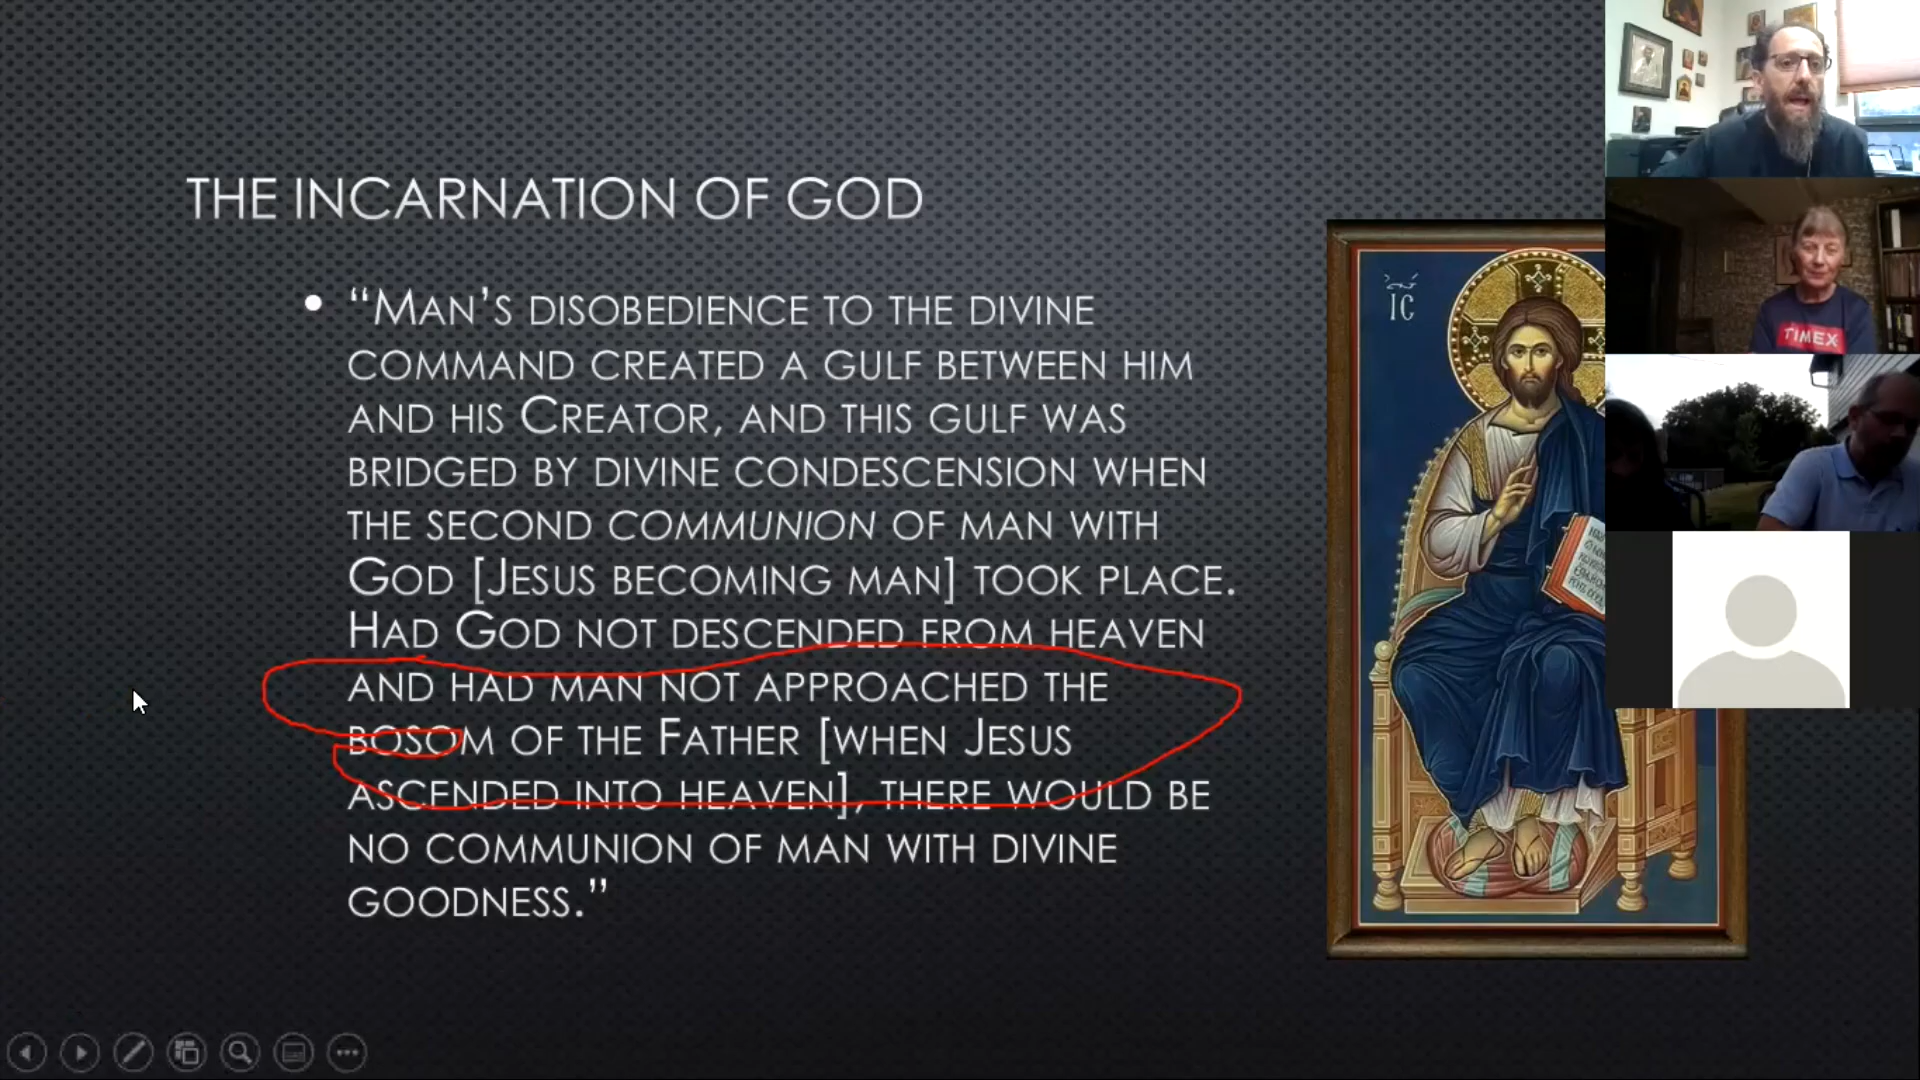 THE INCARNATION OF GOD
“MAN’S DISOBEDIENCE TO THE DIVINE
COMMAND CREATED A GULF BETWEEN HIM
AND HIS CREATOR, AND THIS GULF WAS
BRIDGED BY DIVINE CONDESCENSION WHEN
THE SECOND COMMUNION OF MAN WITH
GOD [JESUS BECOMING MAN] TOOK PLACE.
HAD GOD NOT DESCENDED FROM HEAVEN
AND HAD MAN NOT APPROACHED THE
BOSOM OF THE FATHER [WHEN JESUS
ASCENDED INTO HEAVEN], THERE WOULD BE
NO COMMUNION OF MAN WITH DIVINE
GOODNESS.”
IC
TIMEX